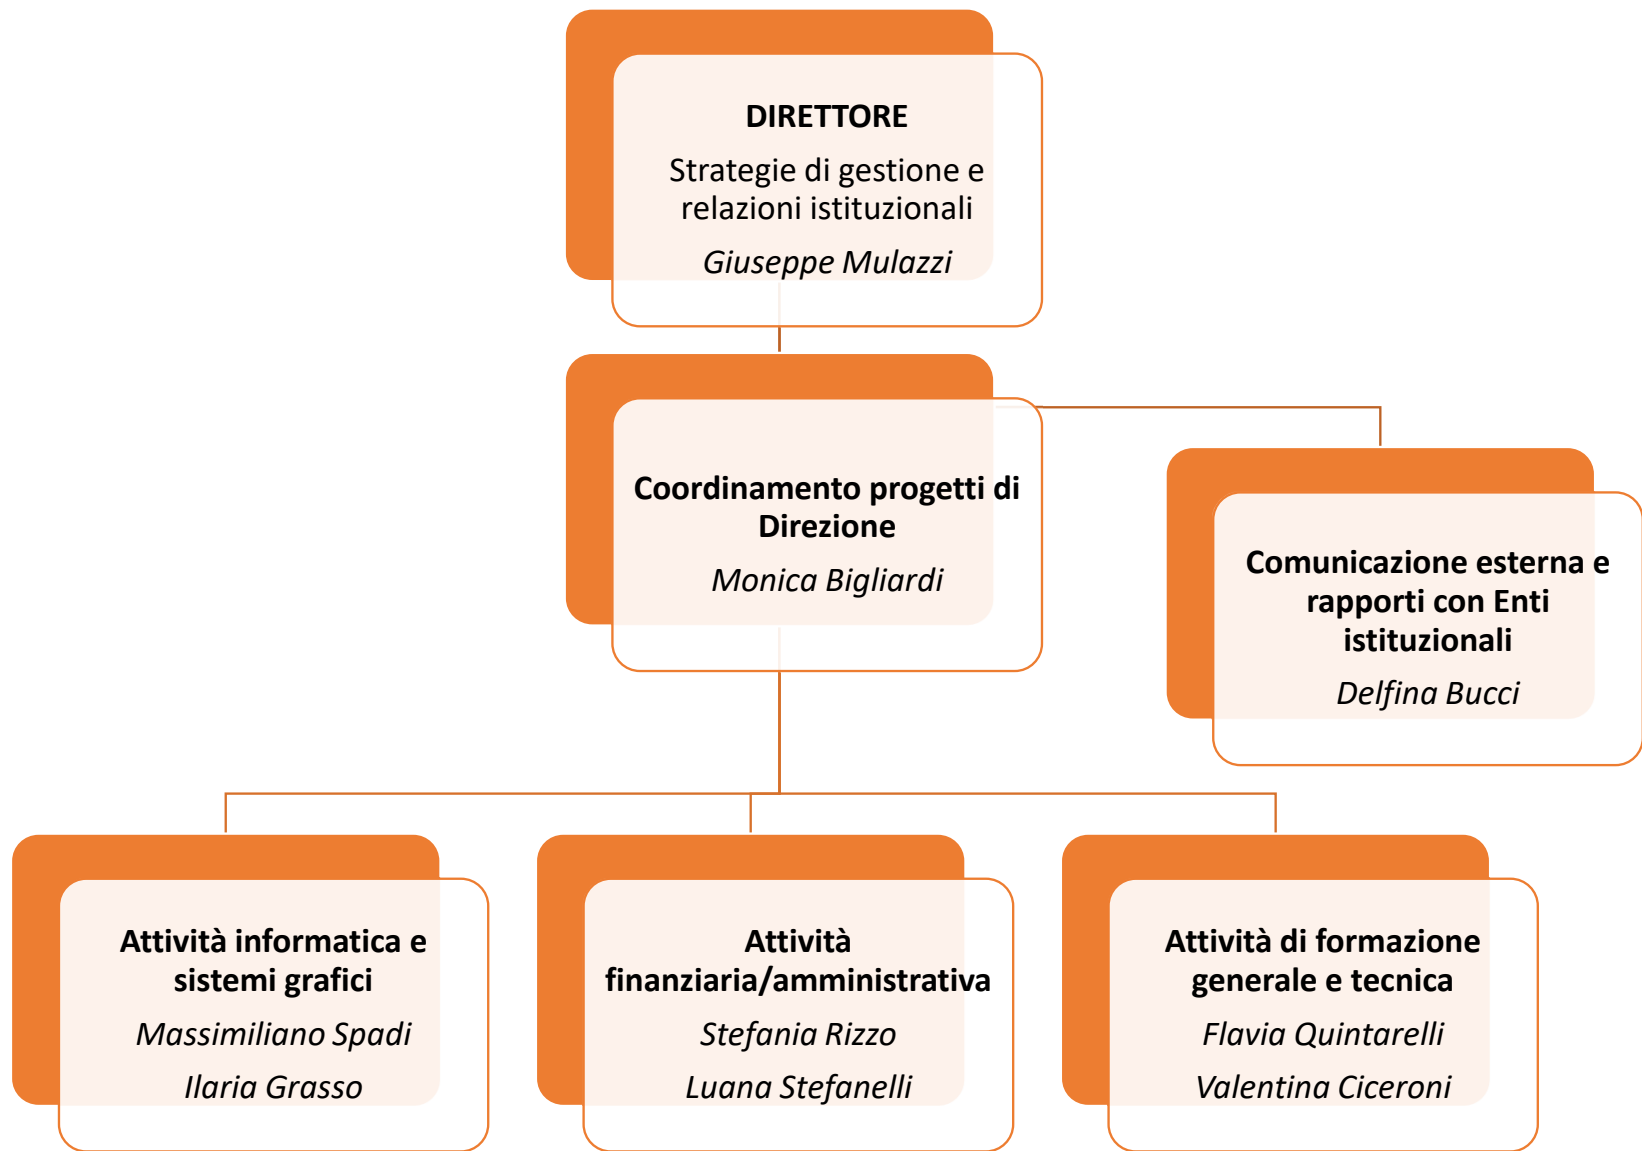 DIRETTORE
Strategie di gestione e
relazioni istituzionali
Giuseppe Mulazzi
Coordinamento progetti di
Direzione
Monica Bigliardi
Comunicazione esterna e
rapporti con Enti
istituzionali
Delfina Bucci
Attività informatica e
sistemi grafici
Massimiliano Spadi
Ilaria Grasso
Attività
finanziaria/amministrativa
Stefania Rizzo
Luana Stefanelli
Attività di formazione
generale e tecnica
Flavia Quintarelli
Valentina Ciceroni